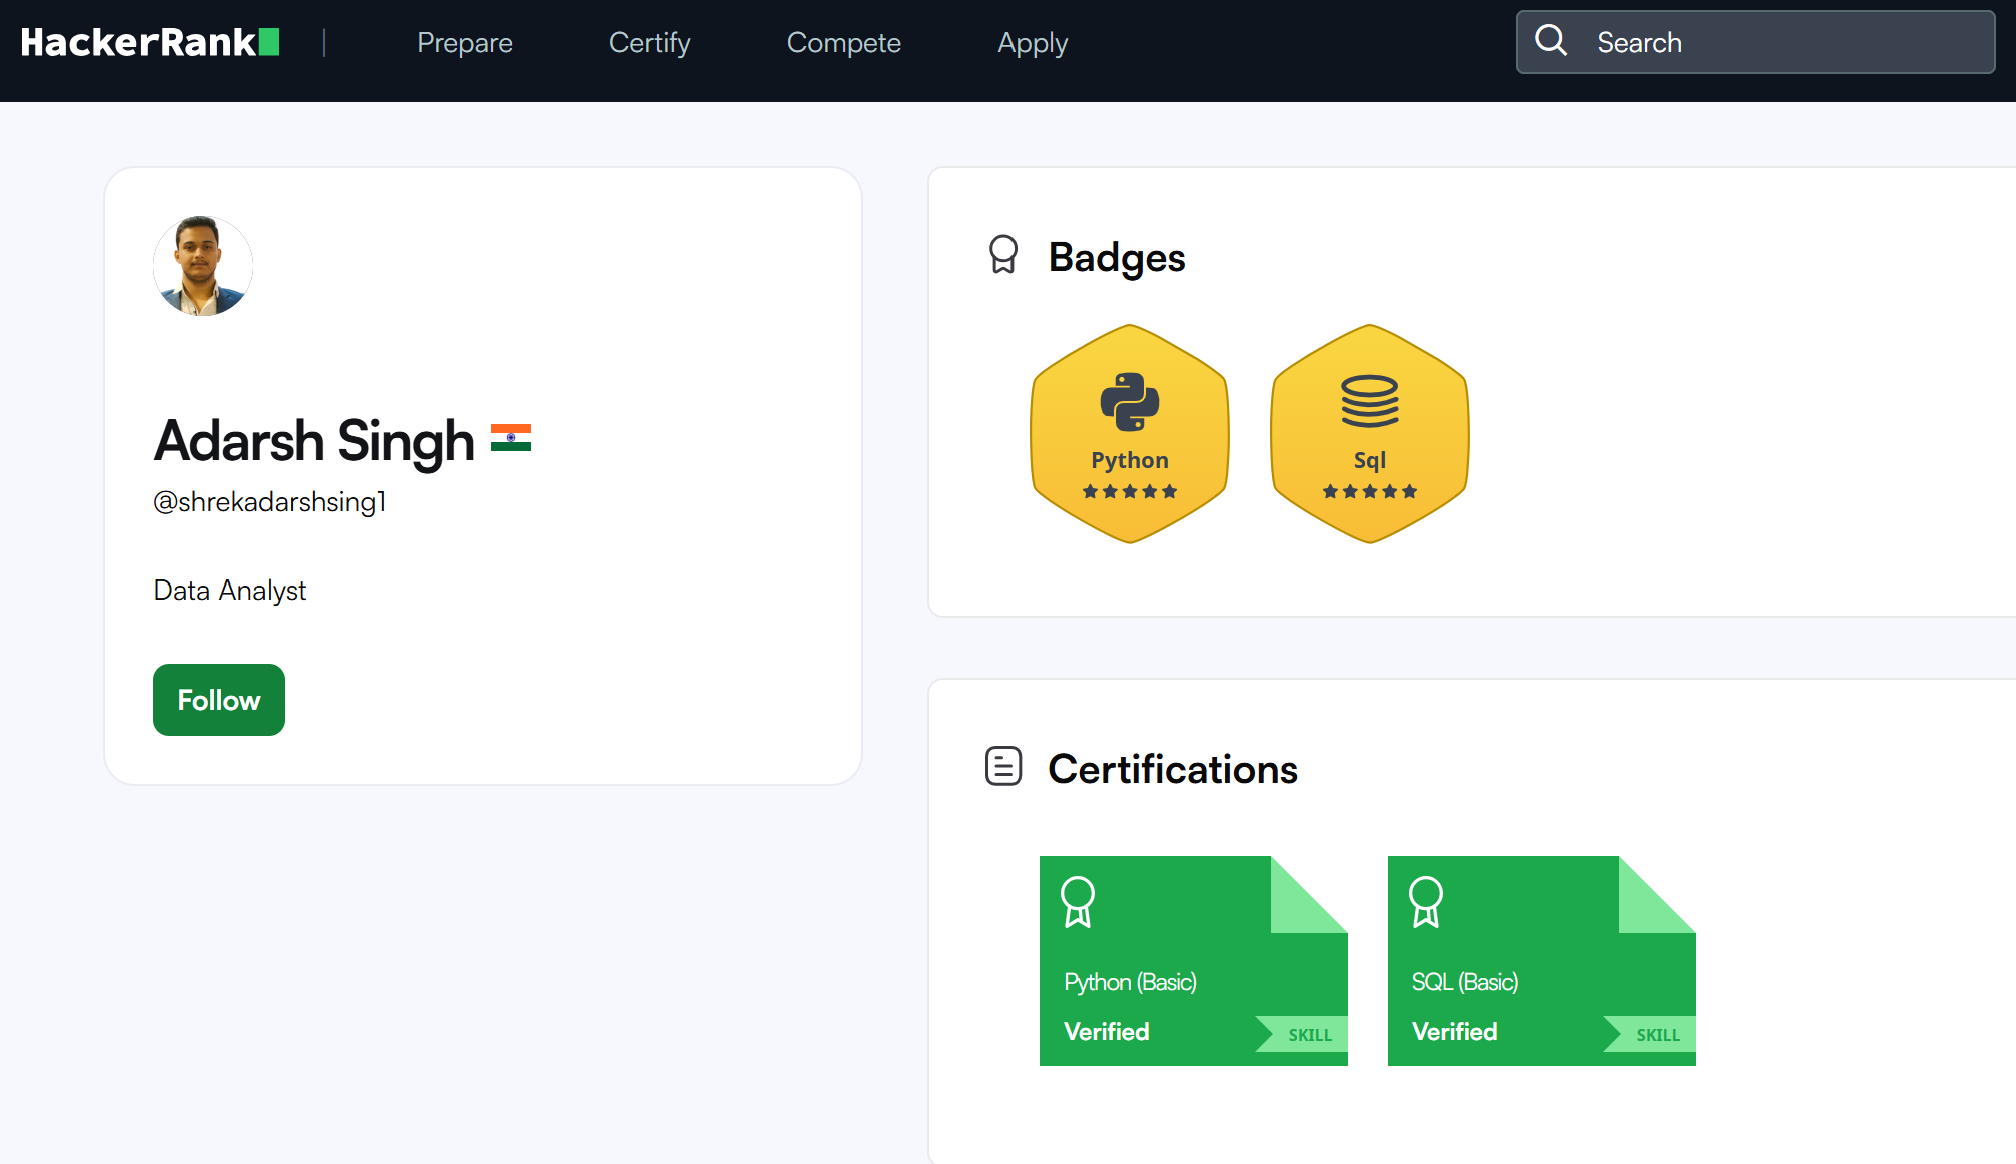 HackerRank | Prepare Certify Compete Apply Search
Adarsh Singh
@shrekadarshsing1
Data Analyst
Follow
Badges
Python Sql
Certifications
Python (Basic) SQL (Basic)
Verified SKILL Verified SKILL